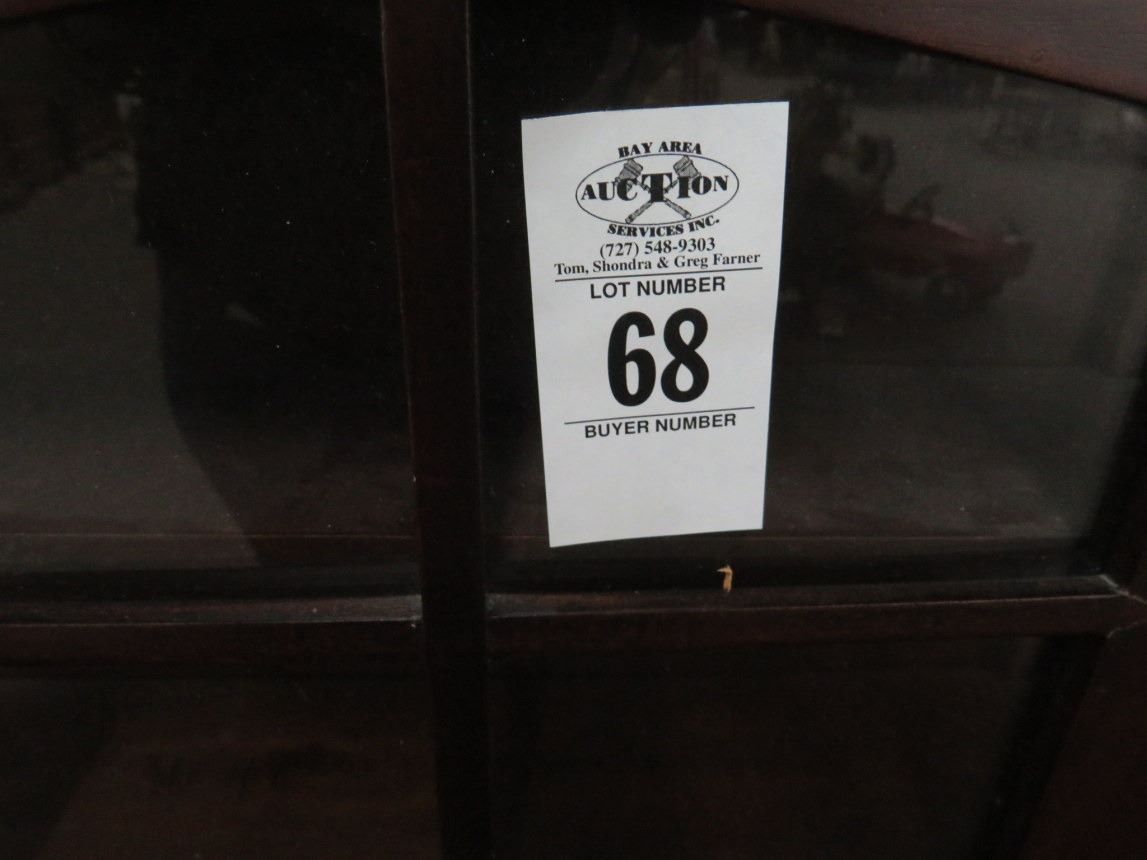 BAY AREA
AUCTION
SERVICES INC.
(727) 548-9303
Tom, Shondra & Greg Farner
LOT NUMBER
68
BUYER NUMBER